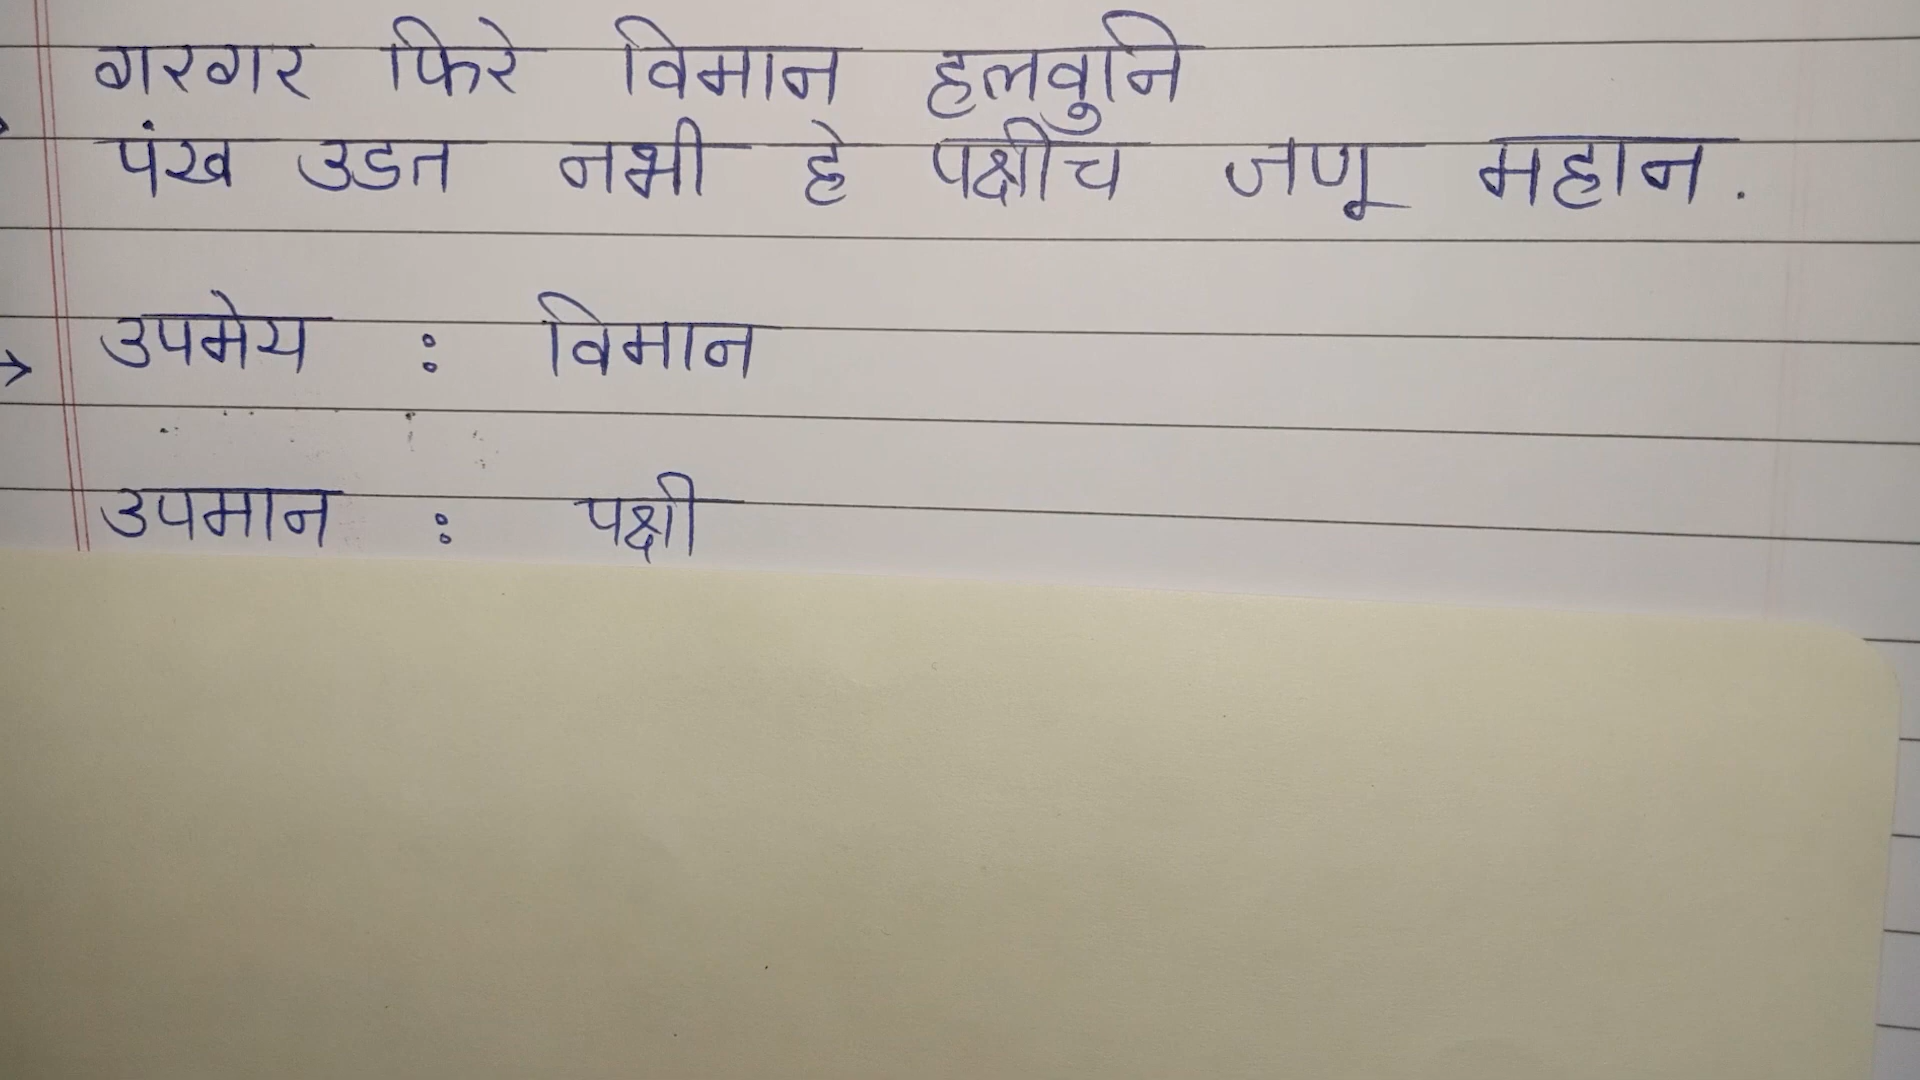 गरगर फिरे विमान हलवुनि
पंख उडत नभी हे पक्षीच जणू महान.
→ उपमेय : विमान
उपमान : पक्षी